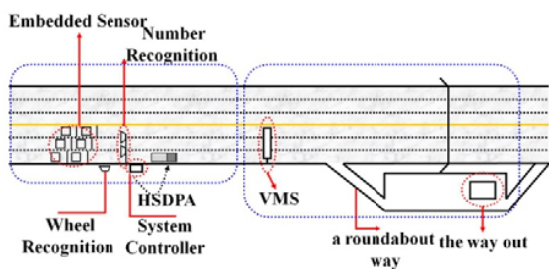 Embedded Sensor
Number
Recognition
HSDPA
VMS
Wheel
Recognition
System
Controller
a roundabout
way
the way out